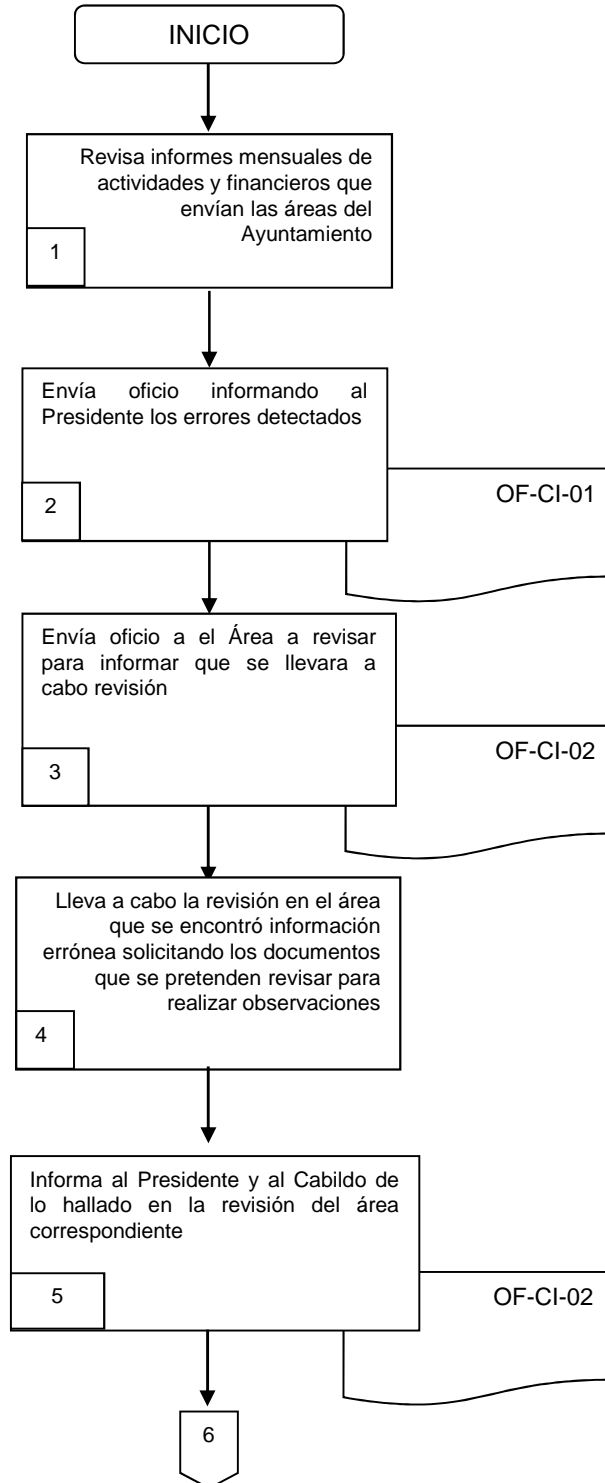 INICIO
Revisa informes mensuales de
actividades y financieros que
envían las áreas del
Ayuntamiento
1
Envía oficio informando al
Presidente los errores detectados
2
OF-CI-01
Envía oficio a el Área a revisar
para informar que se llevara a
cabo revisión
3
OF-CI-02
Lleva a cabo la revisión en el área
que se encontró información
errónea solicitando los documentos
que se pretenden revisar para
realizar observaciones
4
Informa al Presidente y al Cabildo de
lo hallado en la revisión del área
correspondiente
5
OF-CI-02
6